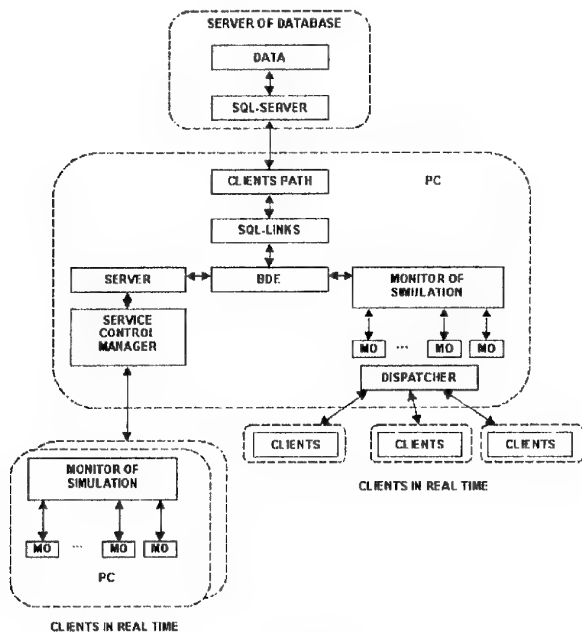 SERVER OF DATABASE
DATA
SQL-SERVER
CLIENTS PATH
PC
SQL-LINKS
SERVER
BDE
MONITOR OF
SIMULATION
SERVICE
CONTROL
MANAGER
MO
...
MO
MO
DISPATCHER
CLIENTS
CLIENTS
CLIENTS
CLIENTS IN REAL TIME
MONITOR OF
SIMULATION
MO
...
MO
MO
PC
CLIENTS IN REAL TIME